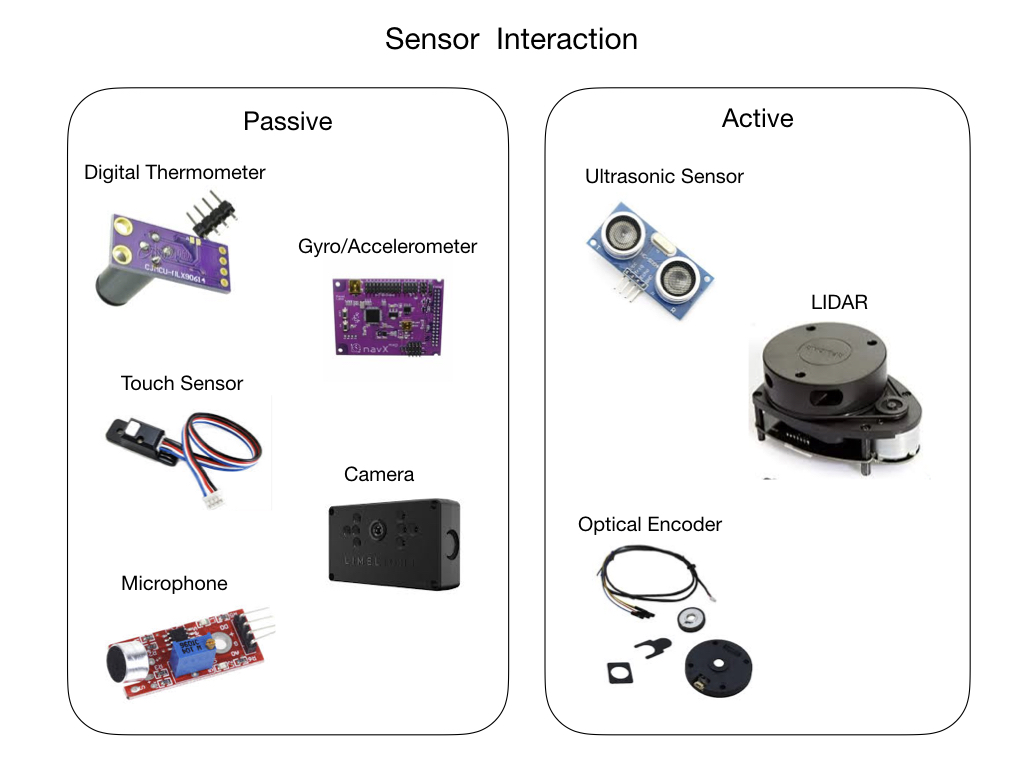 Sensor Interaction
Passive
Digital Thermometer
CJMCU-MLX90614
Gyro/Accelerometer
navX
Touch Sensor
Camera
Microphone
Active
Ultrasonic Sensor
LIDAR
Optical Encoder